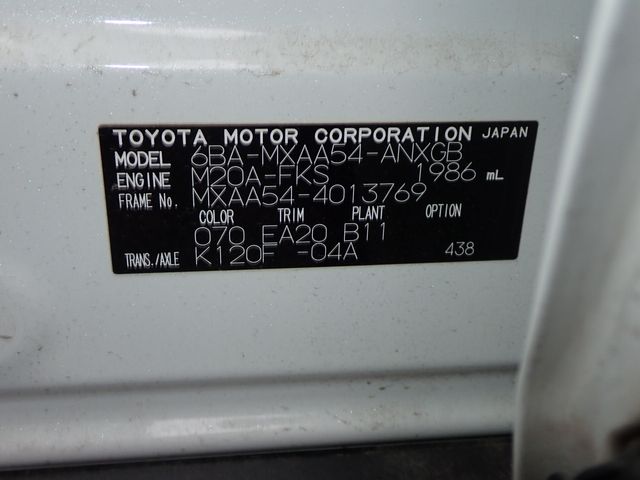 TOYOTA MOTOR CORPORATION JAPAN
MODEL 6BA-MXAA54-ANXGB
ENGINE M20A-FKS 1986 mL
FRAME No. MXAA54-4013769
COLOR TRIM PLANT OPTION
070 EA20 B11
TRANS./AXLE K120F -04A 438